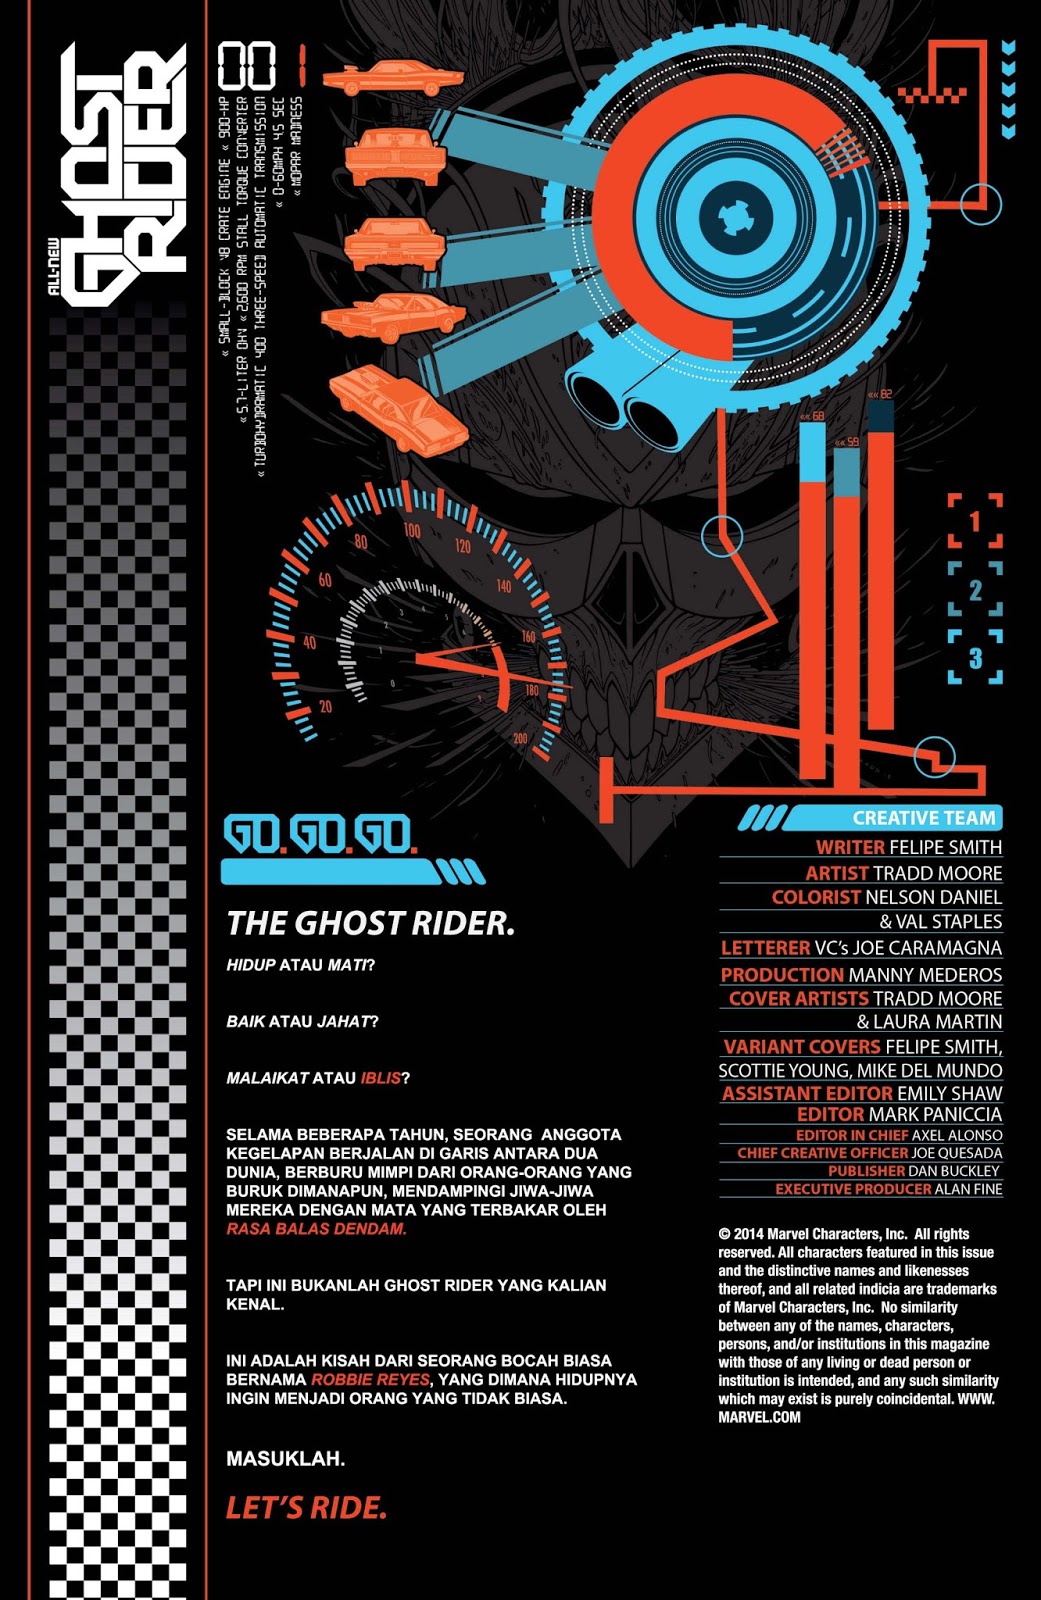 ALL-NEW
GHOST
RIDER
001
« SMALL-BLOCK V8 CRATE ENGINE « 900-HP
« 5.7-LITER OHV « 2,600 RPM STALL TORQUE CONVERTER
« TURBOHYDRAMATIC 400 THREE-SPEED AUTOMATIC TRANSMISSION
« 0-60MPH 4.5 SEC
« MOPAR MADNESS
«« 68
«« 59
«« 82
1
2
3
20
40
60
80
100
120
140
160
180
200
0
1
2
3
4
5
GO.GO.GO.
THE GHOST RIDER.
HIDUP ATAU MATI?
BAIK ATAU JAHAT?
MALAIKAT ATAU IBLIS?
SELAMA BEBERAPA TAHUN, SEORANG ANGGOTA
KEGELAPAN BERJALAN DI GARIS ANTARA DUA
DUNIA, BERBURU MIMPI DARI ORANG-ORANG YANG
BURUK DIMANAPUN, MENDAMPINGI JIWA-JIWA
MEREKA DENGAN MATA YANG TERBAKAR OLEH
RASA BALAS DENDAM.
TAPI INI BUKANLAH GHOST RIDER YANG KALIAN
KENAL.
INI ADALAH KISAH DARI SEORANG BOCAH BIASA
BERNAMA ROBBIE REYES, YANG DIMANA HIDUPNYA
INGIN MENJADI ORANG YANG TIDAK BIASA.
MASUKLAH.
LET'S RIDE.
CREATIVE TEAM
WRITER FELIPE SMITH
ARTIST TRADD MOORE
COLORIST NELSON DANIEL
& VAL STAPLES
LETTERER VC's JOE CARAMAGNA
PRODUCTION MANNY MEDEROS
COVER ARTISTS TRADD MOORE
& LAURA MARTIN
VARIANT COVERS FELIPE SMITH,
SCOTTIE YOUNG, MIKE DEL MUNDO
ASSISTANT EDITOR EMILY SHAW
EDITOR MARK PANICCIA
EDITOR IN CHIEF AXEL ALONSO
CHIEF CREATIVE OFFICER JOE QUESADA
PUBLISHER DAN BUCKLEY
EXECUTIVE PRODUCER ALAN FINE
© 2014 Marvel Characters, Inc. All rights
reserved. All characters featured in this issue
and the distinctive names and likenesses
thereof, and all related indicia are trademarks
of Marvel Characters, Inc. No similarity
between any of the names, characters,
persons, and/or institutions in this magazine
with those of any living or dead person or
institution is intended, and any such similarity
which may exist is purely coincidental. WWW.
MARVEL.COM